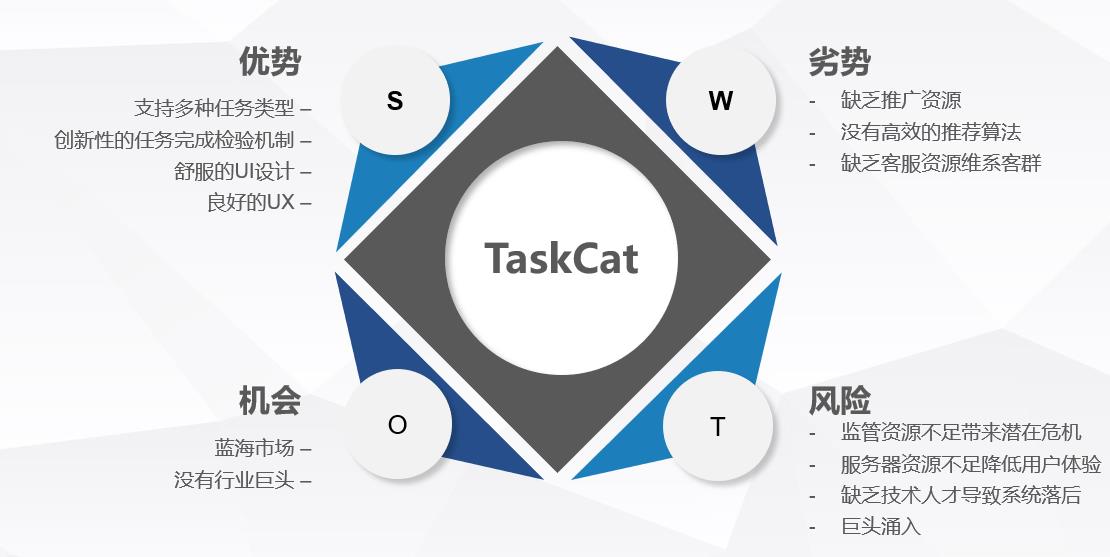 优势
支持多种任务类型 –
创新性的任务完成检验机制 –
舒服的UI设计 –
良好的UX –
S
W
劣势
- 缺乏推广资源
- 没有高效的推荐算法
- 缺乏客服资源维系客群
TaskCat
机会
蓝海市场 –
没有行业巨头 –
O
T
风险
- 监管资源不足带来潜在危机
- 服务器资源不足降低用户体验
- 缺乏技术人才导致系统落后
- 巨头涌入